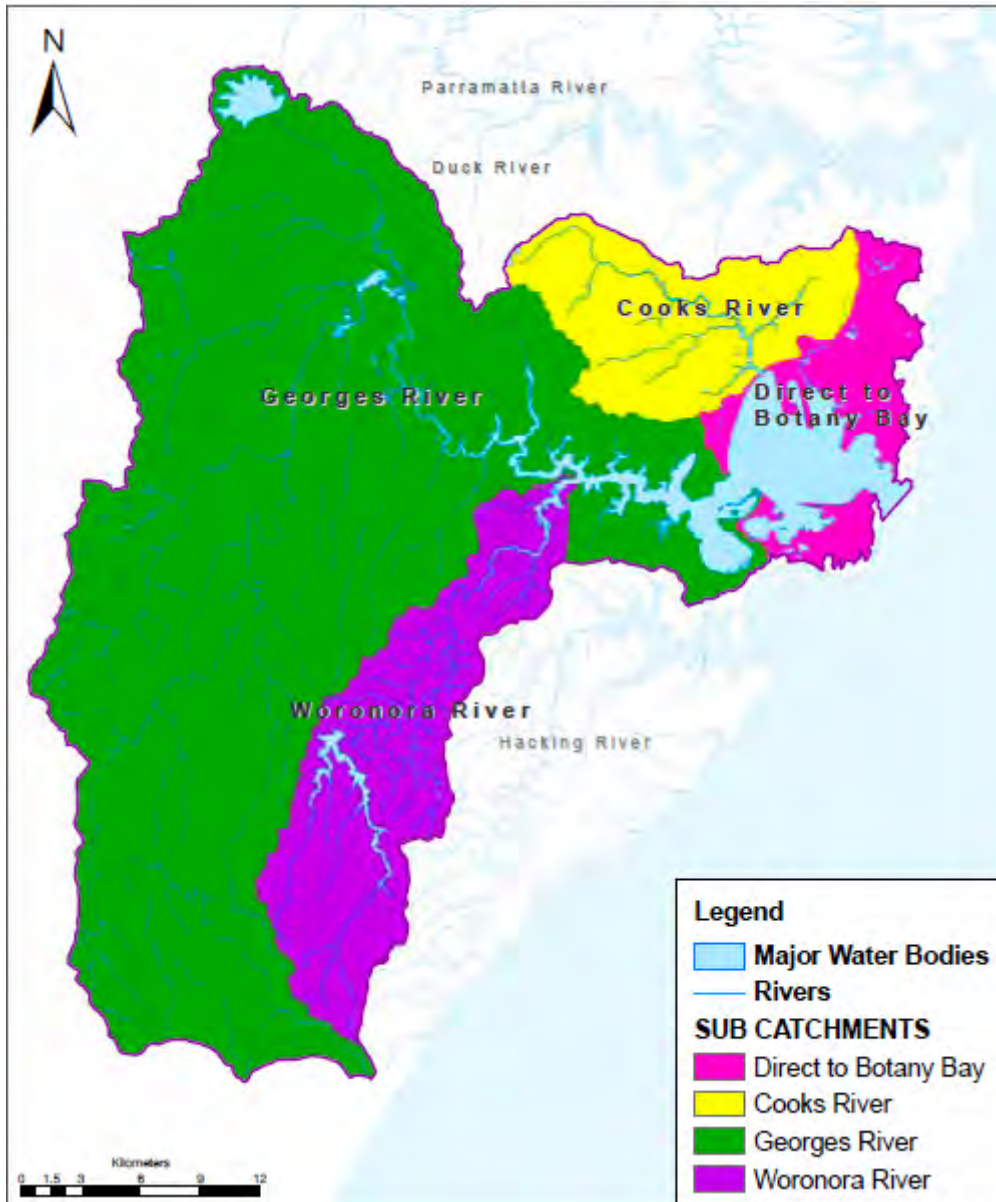 N
Parramatta River
Duck River
Cooks River
Direct to
Botany Bay
Georges River
Woronora River
Hacking River
Legend
Major Water Bodies
Rivers
SUB CATCHMENTS
Direct to Botany Bay
Cooks River
Georges River
Woronora River
Kilometers
0 1.5 3 6 9 12